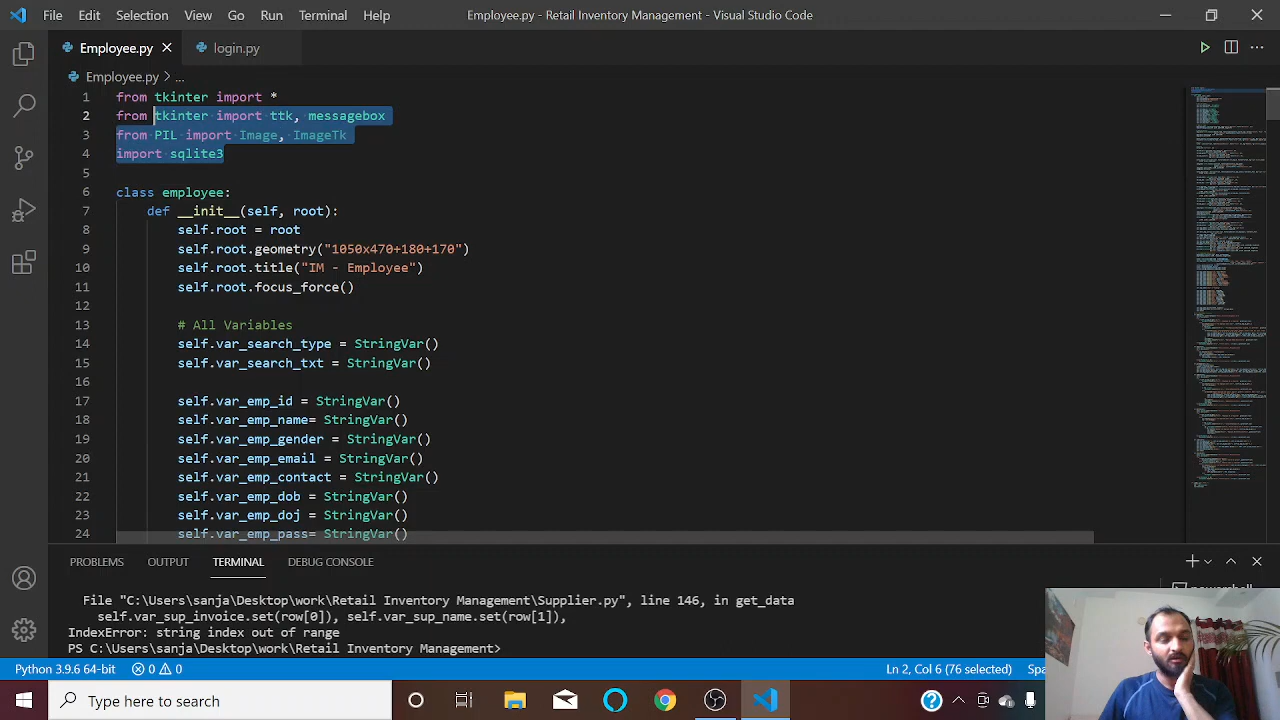 File Edit Selection View Go Run Terminal Help Employee.py - Retail Inventory Management - Visual Studio Code
Employee.py login.py
Employee.py > ...
1 from tkinter import *
2 from tkinter import ttk, messagebox
3 from PIL import Image, ImageTk
4 import sqlite3
6 class employee:
7 def __init__(self, root):
8 self.root = root
9 self.root.geometry("1050x470+180+170")
10 self.root.title("IM - Employee")
11 self.root.focus_force()
12
13 # All Variables
14 self.var_search_type = StringVar()
15 self.var_search_txt = StringVar()
16
17 self.var_emp_id = StringVar()
18 self.var_emp_name= StringVar()
19 self.var_emp_gender = StringVar()
20 self.var_emp_email = StringVar()
21 self.var_emp_contact = StringVar()
22 self.var_emp_dob = StringVar()
23 self.var_emp_doj = StringVar()
24 self.var_emp_pass= StringVar()
PROBLEMS OUTPUT TERMINAL DEBUG CONSOLE
File "C:\Users\sanja\Desktop\work\Retail Inventory Management\Supplier.py", line 146, in get_data
self.var_sup_invoice.set(row[0]), self.var_sup_name.set(row[1]),
IndexError: string index out of range
PS C:\Users\sanja\Desktop\work\Retail Inventory Management>
Python 3.9.6 64-bit 0 0 Ln 2, Col 6 (76 selected)
Type here to search